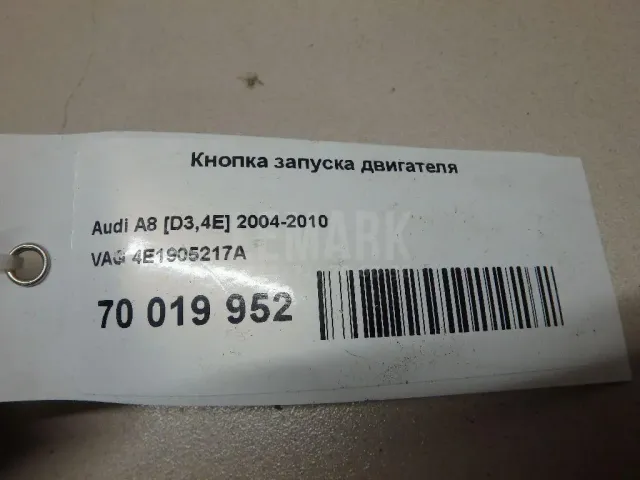 Кнопка запуска двигателя
Audi A8 [D3,4E] 2004-2010
VAG 4E1905217A
70 019 952